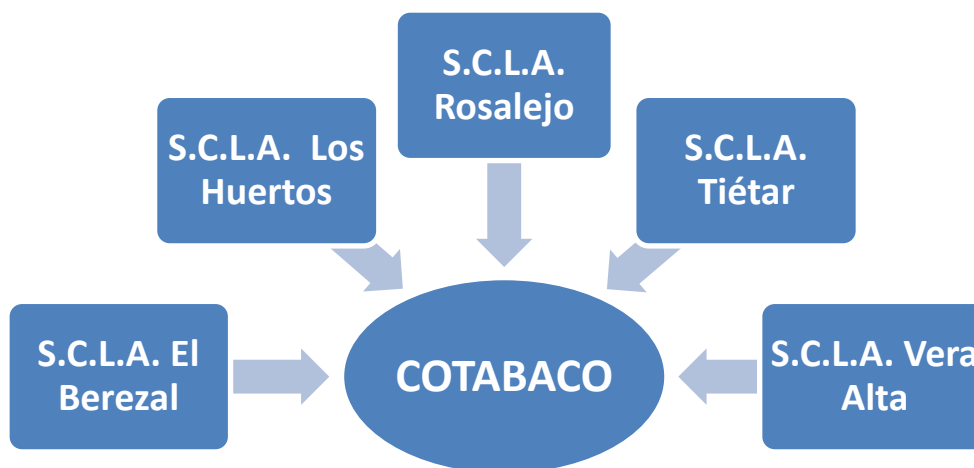 S.C.L.A.
Rosalejo
S.C.L.A. Los
Huertos
S.C.L.A.
Tiétar
S.C.L.A. El
Berezal
COTABACO
S.C.L.A. Vera
Alta